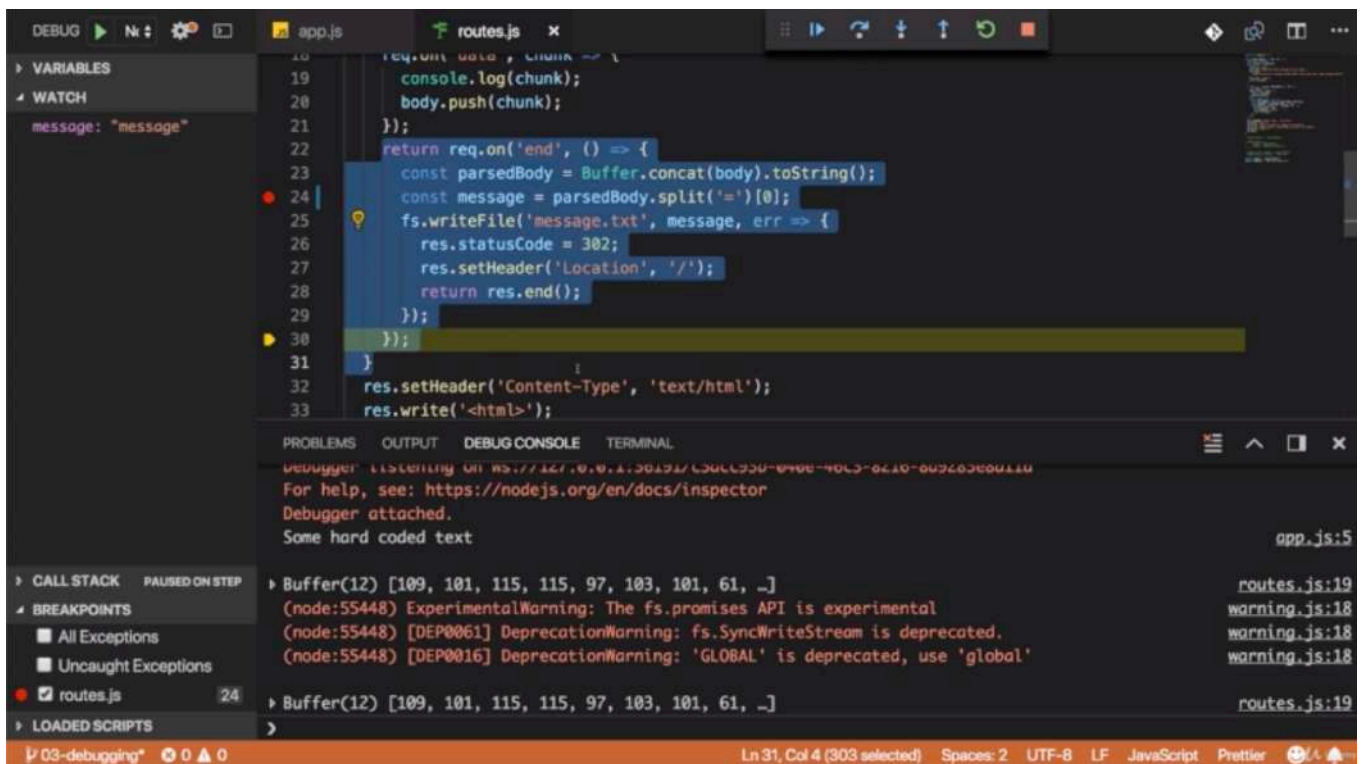 DEBUG
app.js
routes.js
VARIABLES
WATCH
message: "message"
CALL STACK PAUSED ON STEP
BREAKPOINTS
All Exceptions
Uncaught Exceptions
routes.js 24
LOADED SCRIPTS
18 req.on('data', chunk => {
19 console.log(chunk);
20 body.push(chunk);
21 });
22 return req.on('end', () => {
23 const parsedBody = Buffer.concat(body).toString();
24 const message = parsedBody.split('=')[0];
25 fs.writeFile('message.txt', message, err => {
26 res.statusCode = 302;
27 res.setHeader('Location', '/');
28 return res.end();
29 });
30 });
31 }
32 res.setHeader('Content-Type', 'text/html');
33 res.write('<html>');
PROBLEMS OUTPUT DEBUG CONSOLE TERMINAL
Debugger listening on
For help, see: https://nodejs.org/en/docs/inspector
Debugger attached.
Some hard coded text app.js:5
Buffer(12) [109, 101, 115, 115, 97, 103, 101, 61, …] routes.js:19
(node:55448) ExperimentalWarning: The fs.promises API is experimental warning.js:18
(node:55448) [DEP0061] DeprecationWarning: fs.SyncWriteStream is deprecated. warning.js:18
(node:55448) [DEP0016] DeprecationWarning: 'GLOBAL' is deprecated, use 'global' warning.js:18
Buffer(12) [109, 101, 115, 115, 97, 103, 101, 61, …] routes.js:19
03-debugging* 0 0 Ln 31, Col 4 (303 selected) Spaces: 2 UTF-8 LF JavaScript Prettier